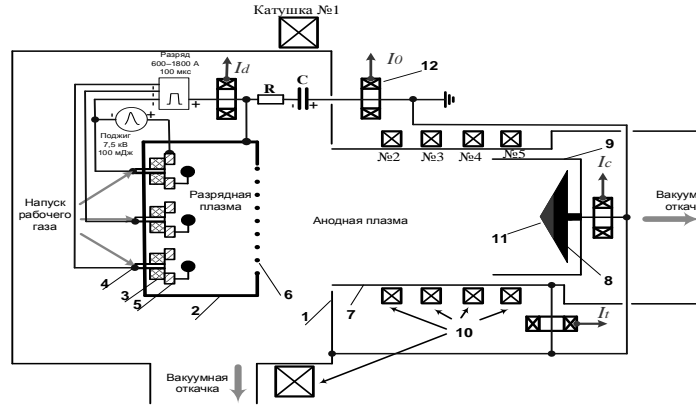 Катушка №1
Разряд
600–1800 А
100 мкс
Id
R
C
I0
12
Поджиг
7,5 кВ
100 мДж
№2
№3
№4
№5
9
Ic
Напуск
рабочего
газа
Разрядная
плазма
Анодная плазма
Вакуумная
откачка
11
8
4
3
5
2
6
1
7
10
It
Вакуумная
откачка